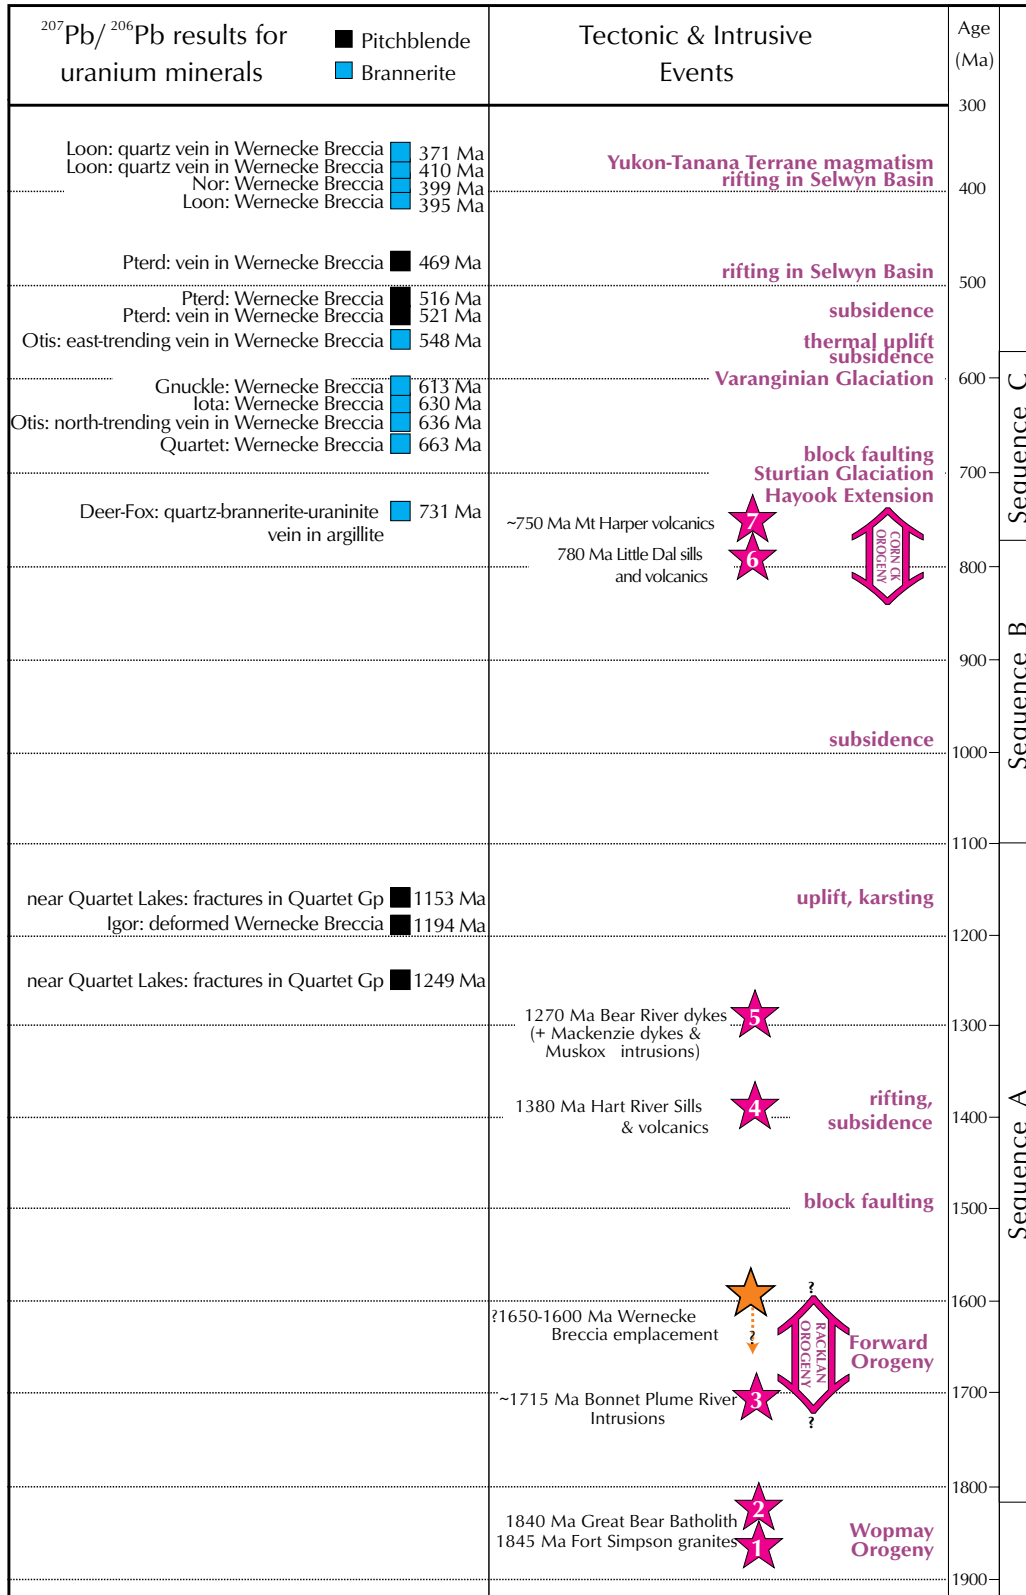 207Pb/ 206Pb results for
uranium minerals
Pitchblende
Brannerite
Tectonic & Intrusive
Events
Age
(Ma)
300
Loon: quartz vein in Wernecke Breccia 371 Ma
Loon: quartz vein in Wernecke Breccia 410 Ma
Nor: Wernecke Breccia 399 Ma
Loon: Wernecke Breccia 395 Ma
Yukon-Tanana Terrane magmatism
rifting in Selwyn Basin
400
Pterd: vein in Wernecke Breccia 469 Ma
rifting in Selwyn Basin
500
Pterd: Wernecke Breccia 516 Ma
Pterd: vein in Wernecke Breccia 521 Ma
subsidence
Otis: east-trending vein in Wernecke Breccia 548 Ma
thermal uplift
subsidence
Varanginian Glaciation
600
Gnuckle: Wernecke Breccia 613 Ma
Iota: Wernecke Breccia 630 Ma
Otis: north-trending vein in Wernecke Breccia 636 Ma
Quartet: Wernecke Breccia 663 Ma
block faulting
Sturtian Glaciation
700
Hayook Extension
Sequence C
Deer-Fox: quartz-brannerite-uraninite 731 Ma
vein in argillite
~750 Ma Mt Harper volcanics
7
780 Ma Little Dal sills
and volcanics
6
CORN CK
OROGENY
800
Sequence B
900
subsidence
1000
1100
near Quartet Lakes: fractures in Quartet Gp 1153 Ma
uplift, karsting
Igor: deformed Wernecke Breccia 1194 Ma
1200
near Quartet Lakes: fractures in Quartet Gp 1249 Ma
1270 Ma Bear River dykes
(+ Mackenzie dykes &
Muskox intrusions)
5
1300
1380 Ma Hart River Sills
& volcanics
4
rifting,
subsidence
1400
Sequence A
block faulting
1500
?
1600
?1650-1600 Ma Wernecke
Breccia emplacement
?
RACKLAN
OROGENY
Forward
Orogeny
~1715 Ma Bonnet Plume River
Intrusions
3
1700
?
1800
2
1840 Ma Great Bear Batholith
1845 Ma Fort Simpson granites
1
Wopmay
Orogeny
1900